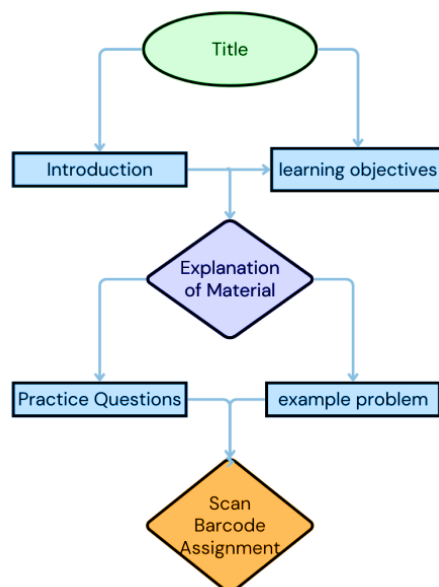 Title
Introduction
learning objectives
Explanation
of Material
Practice Questions
example problem
Scan
Barcode
Assignment